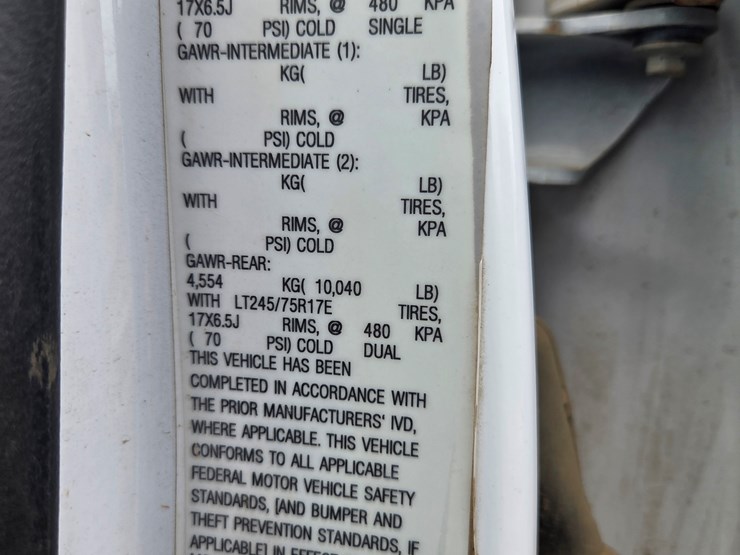 17X6.5J RIMS, @ 480 KPA
( 70 PSI) COLD SINGLE
GAWR-INTERMEDIATE (1):
KG( LB)
WITH TIRES,
RIMS, @ KPA
( PSI) COLD
GAWR-INTERMEDIATE (2):
KG( LB)
WITH TIRES,
RIMS, @ KPA
( PSI) COLD
GAWR-REAR:
4,554 KG( 10,040 LB)
WITH LT245/75R17E TIRES,
17X6.5J RIMS, @ 480 KPA
( 70 PSI) COLD DUAL
THIS VEHICLE HAS BEEN
COMPLETED IN ACCORDANCE WITH
THE PRIOR MANUFACTURERS' IVD,
WHERE APPLICABLE. THIS VEHICLE
CONFORMS TO ALL APPLICABLE
FEDERAL MOTOR VEHICLE SAFETY
STANDARDS, [AND BUMPER AND
THEFT PREVENTION STANDARDS, IF
APPLICABLE] IN